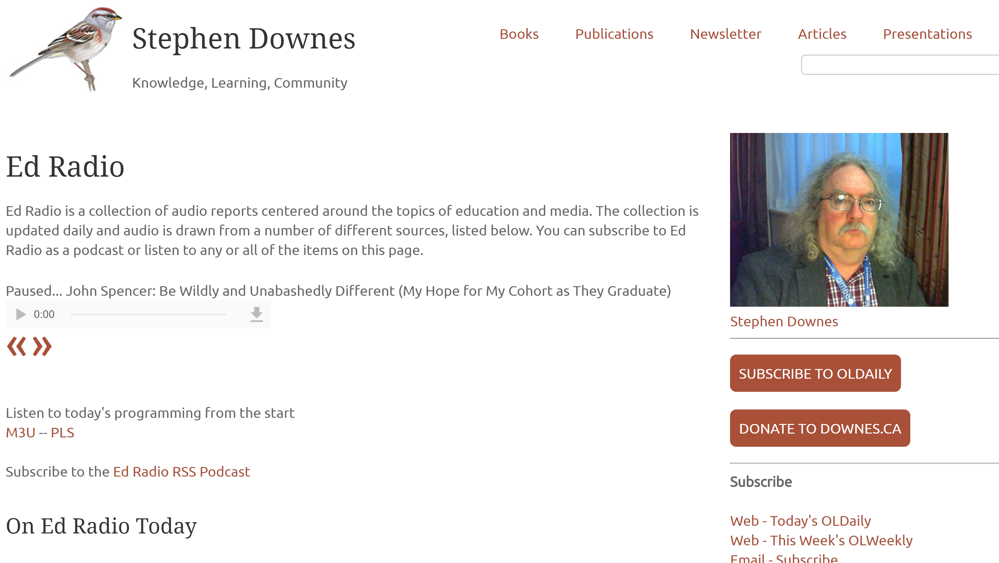 Stephen Downes
Knowledge, Learning, Community
Books Publications Newsletter Articles Presentations
Ed Radio
Ed Radio is a collection of audio reports centered around the topics of education and media. The collection is
updated daily and audio is drawn from a number of different sources, listed below. You can subscribe to Ed
Radio as a podcast or listen to any or all of the items on this page.
Paused... John Spencer: Be Wildly and Unabashedly Different (My Hope for My Cohort as They Graduate)
0:00
« »
Listen to today's programming from the start
M3U -- PLS
Subscribe to the Ed Radio RSS Podcast
On Ed Radio Today
amee
Stephen Downes
SUBSCRIBE TO OLDAILY
DONATE TO DOWNES.CA
Subscribe
Web - Today's OLDaily
Web - This Week's OLWeekly
Email - Subscribe